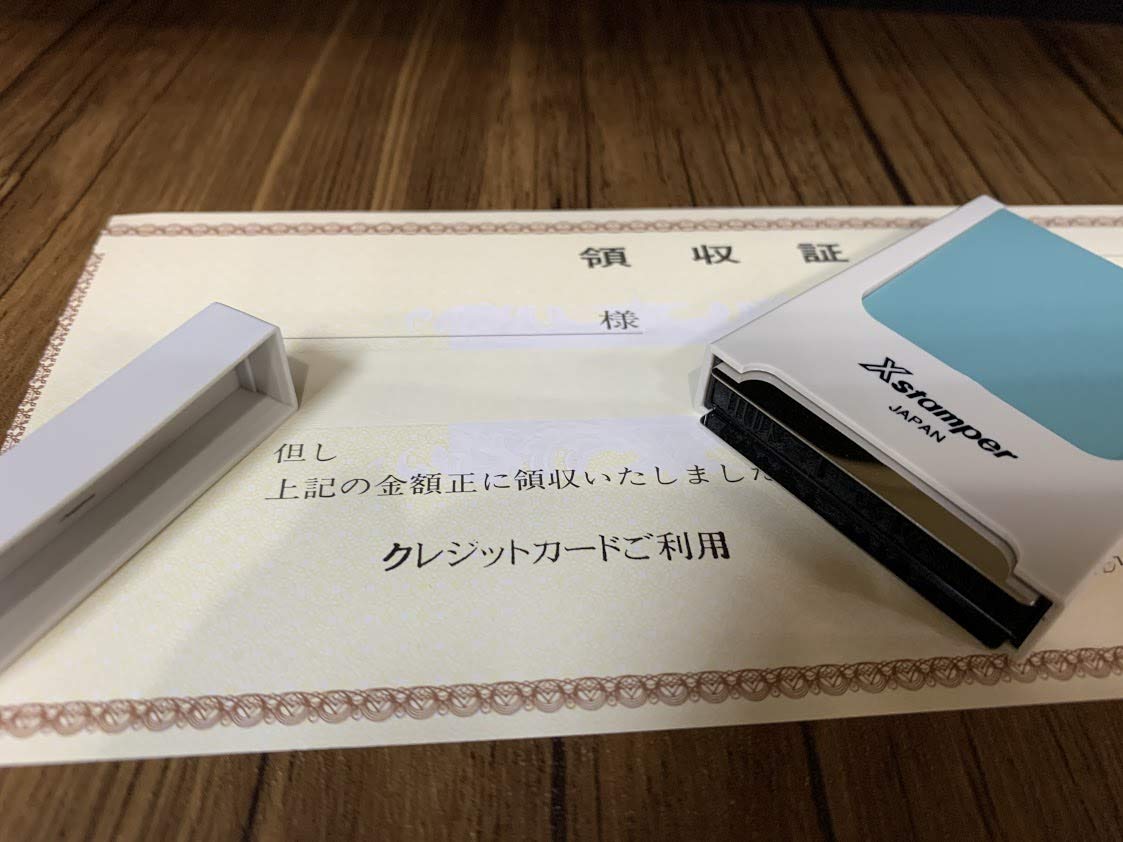 領収証
様
但し
上記の金額正に領収いたしました
クレジットカードご利用
Xstamper
JAPAN